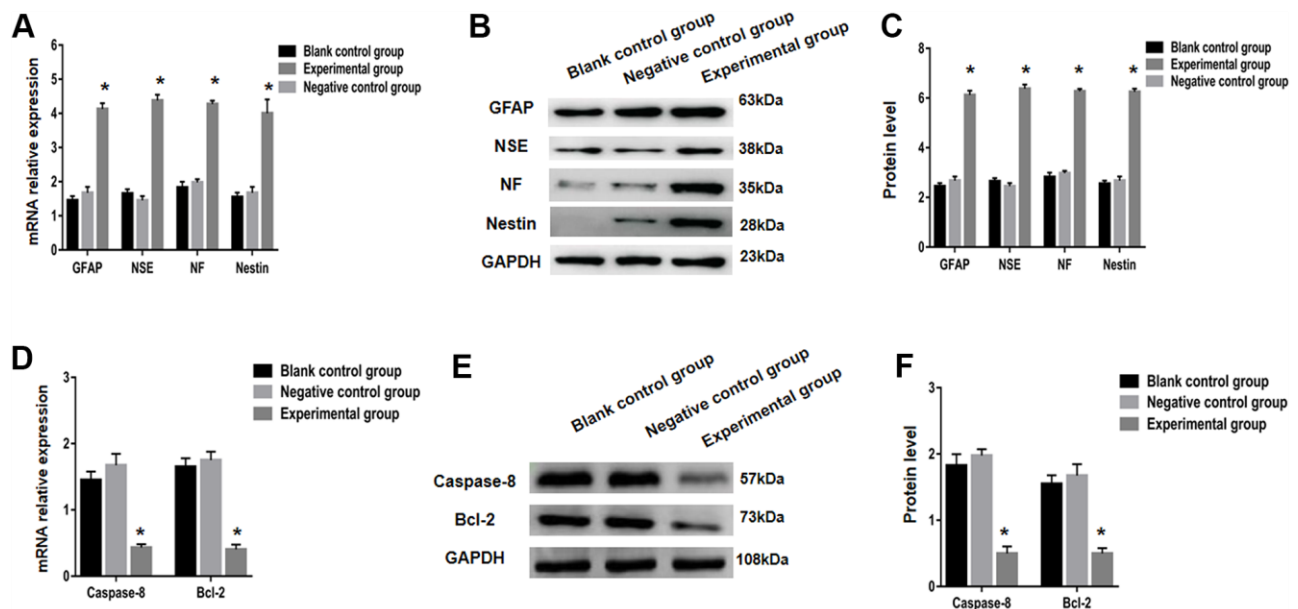 A
mRNA relative expression
6
5
4
3
2
1
0
* * * *
GFAP NSE NF Nestin
Blank control group
Experimental group
Negative control group
B
Blank control group
Negative control group
Experimental group
GFAP 63kDa
NSE 38kDa
NF 35kDa
Nestin 28kDa
GAPDH 23kDa
C
Protein level
8
6
4
2
0
* * * *
GFAP NSE NF Nestin
Blank control group
Experimental group
Negative control group
D
mRNA relative expression
3
2
1
0
* *
Caspase-8 Bcl-2
Blank control group
Negative control group
Experimental group
E
Blank control group
Negative control group
Experimental group
Caspase-8 57kDa
Bcl-2 73kDa
GAPDH 108kDa
F
Protein level
3
2
1
0
* *
Caspase-8 Bcl-2
Blank control group
Negative control group
Experimental group